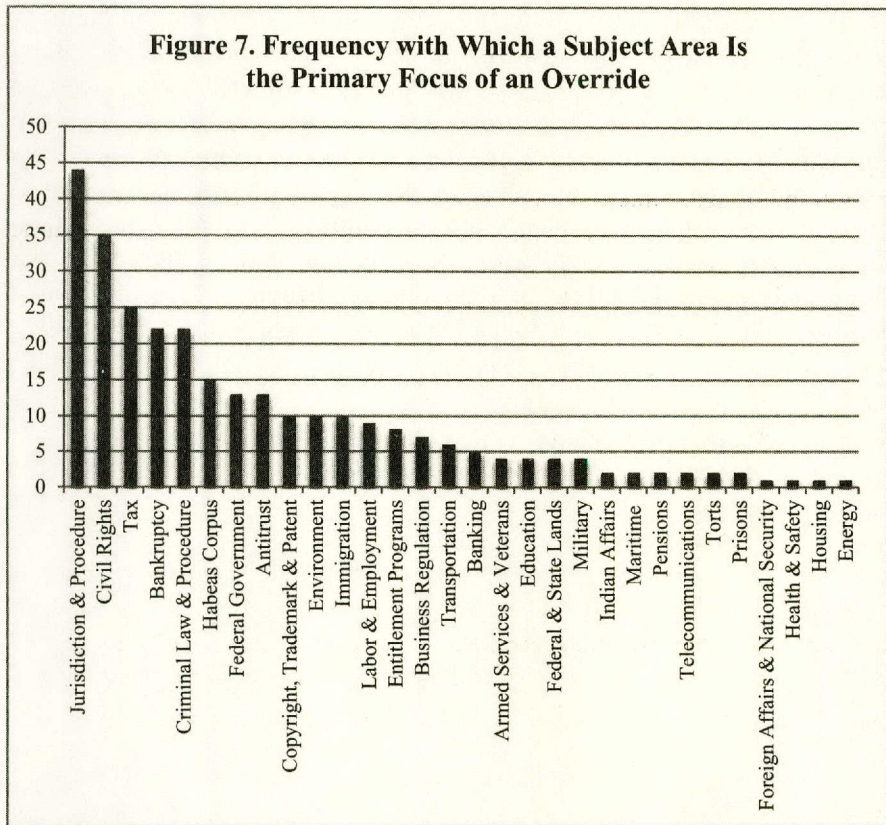 Figure 7. Frequency with Which a Subject Area Is
the Primary Focus of an Override
50
45
40
35
30
25
20
15
10
5
0
Jurisdiction & Procedure
Civil Rights
Tax
Bankruptcy
Criminal Law & Procedure
Habeas Corpus
Federal Government
Antitrust
Copyright, Trademark & Patent
Environment
Immigration
Labor & Employment
Entitlement Programs
Business Regulation
Transportation
Banking
Armed Services & Veterans
Education
Federal & State Lands
Military
Indian Affairs
Maritime
Pensions
Telecommunications
Torts
Prisons
Foreign Affairs & National Security
Health & Safety
Housing
Energy